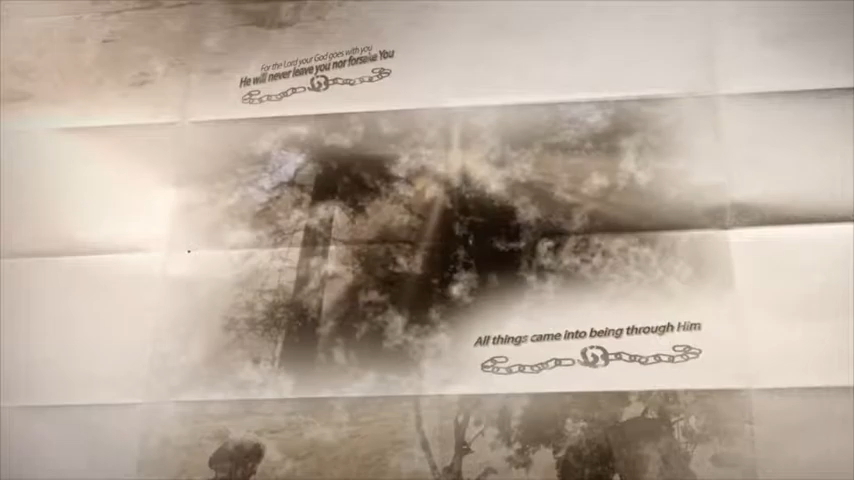 For the Lord your God goes with you
He will never leave you nor forsake You
All things came into being through Him